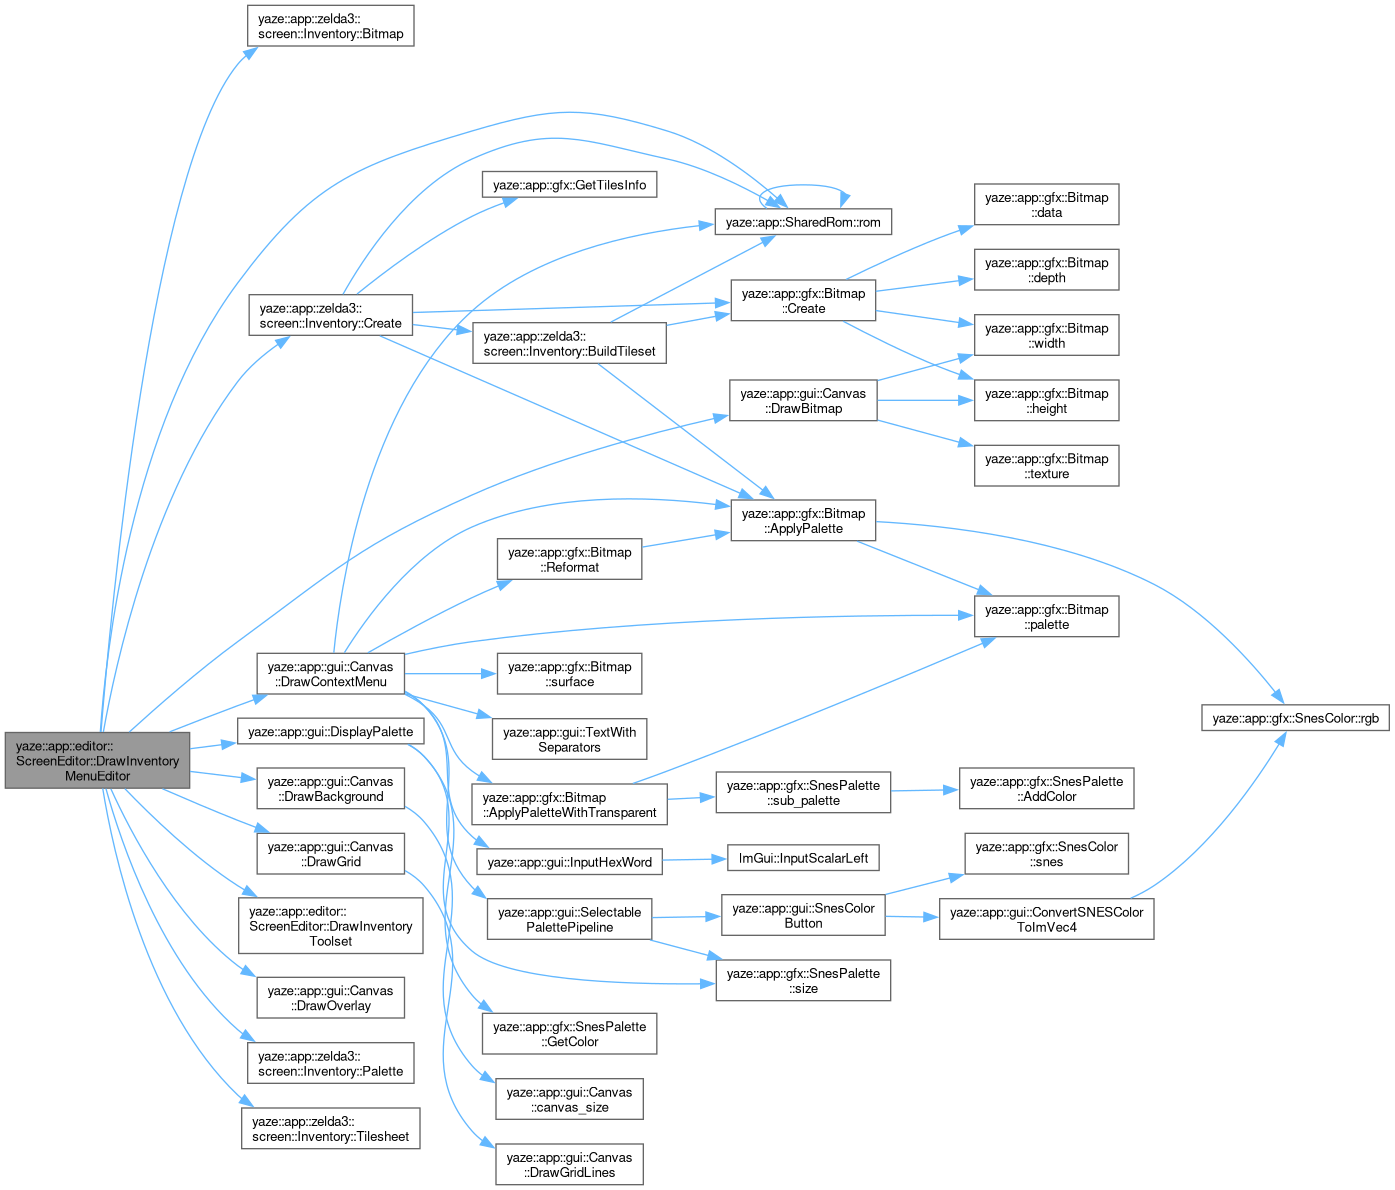 yaze::app::zelda3::
screen::Inventory::Bitmap
yaze::app::gfx::GetTilesInfo
yaze::app::SharedRom::rom
yaze::app::gfx::Bitmap
::data
yaze::app::gfx::Bitmap
::depth
yaze::app::zelda3::
screen::Inventory::Create
yaze::app::gfx::Bitmap
::Create
yaze::app::gfx::Bitmap
::width
yaze::app::zelda3::
screen::Inventory::BuildTileset
yaze::app::gui::Canvas
::DrawBitmap
yaze::app::gfx::Bitmap
::height
yaze::app::gfx::Bitmap
::texture
yaze::app::gfx::Bitmap
::ApplyPalette
yaze::app::gfx::Bitmap
::Reformat
yaze::app::gfx::Bitmap
::palette
yaze::app::gui::Canvas
::DrawContextMenu
yaze::app::gfx::Bitmap
::surface
yaze::app::gfx::SnesColor::rgb
yaze::app::gui::DisplayPalette
yaze::app::gui::TextWith
Separators
yaze::app::editor::
ScreenEditor::DrawInventory
MenuEditor
yaze::app::gui::Canvas
::DrawBackground
yaze::app::gfx::Bitmap
::ApplyPaletteWithTransparent
yaze::app::gfx::SnesPalette
::sub_palette
yaze::app::gfx::SnesPalette
::AddColor
yaze::app::gui::Canvas
::DrawGrid
yaze::app::gui::InputHexWord
ImGui::InputScalarLeft
yaze::app::gfx::SnesColor
::snes
yaze::app::editor::
ScreenEditor::DrawInventory
Toolset
yaze::app::gui::Selectable
PalettePipeline
yaze::app::gui::SnesColor
Button
yaze::app::gui::ConvertSNESColor
ToImVec4
yaze::app::gui::Canvas
::DrawOverlay
yaze::app::gfx::SnesPalette
::size
yaze::app::gfx::SnesPalette
::GetColor
yaze::app::zelda3::
screen::Inventory::Palette
yaze::app::gui::Canvas
::canvas_size
yaze::app::zelda3::
screen::Inventory::Tilesheet
yaze::app::gui::Canvas
::DrawGridLines